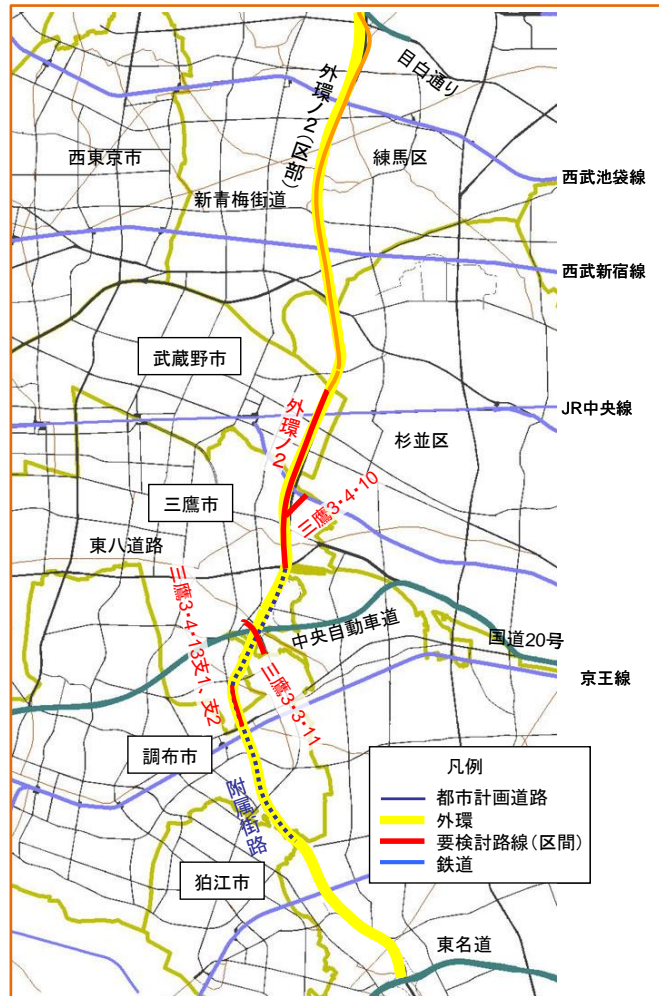 目白通り
外環ノ2(区部)
西東京市
練馬区
西武池袋線
新青梅街道
西武新宿線
武蔵野市
JR中央線
外環ノ2
杉並区
三鷹市
三鷹3・4・10
東八道路
三鷹3・4・13支1、支2
中央自動車道
国道20号
三鷹3・3・11
京王線
調布市
附属街路
狛江市
東名道
凡例
都市計画道路
外環
要検討路線(区間)
鉄道